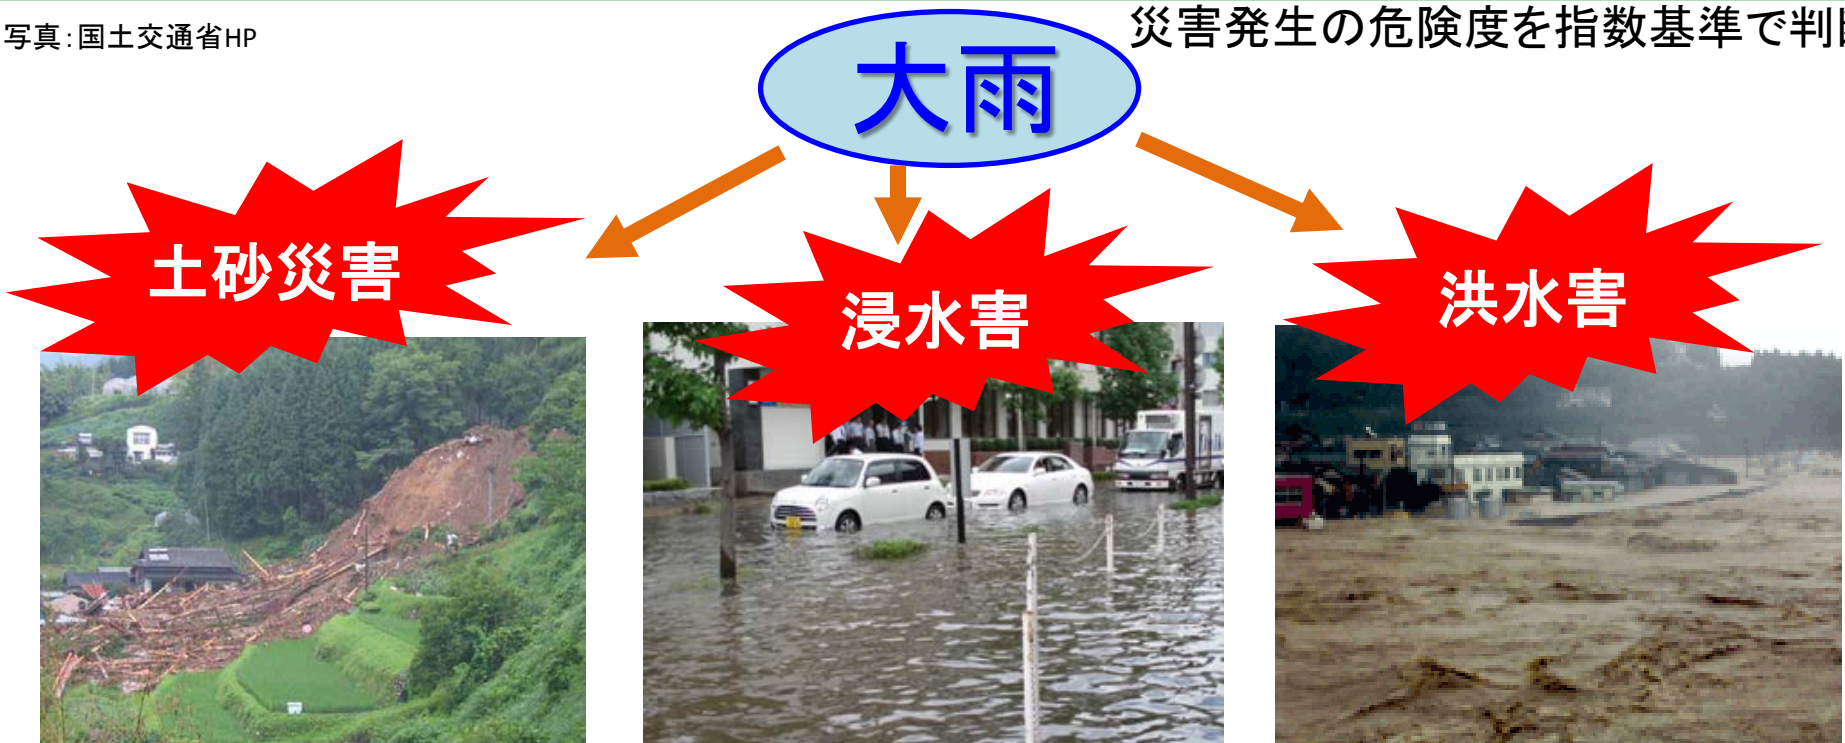 写真:国土交通省HP
災害発生の危険度を指数基準で判
大雨
土砂災害
浸水害
洪水害